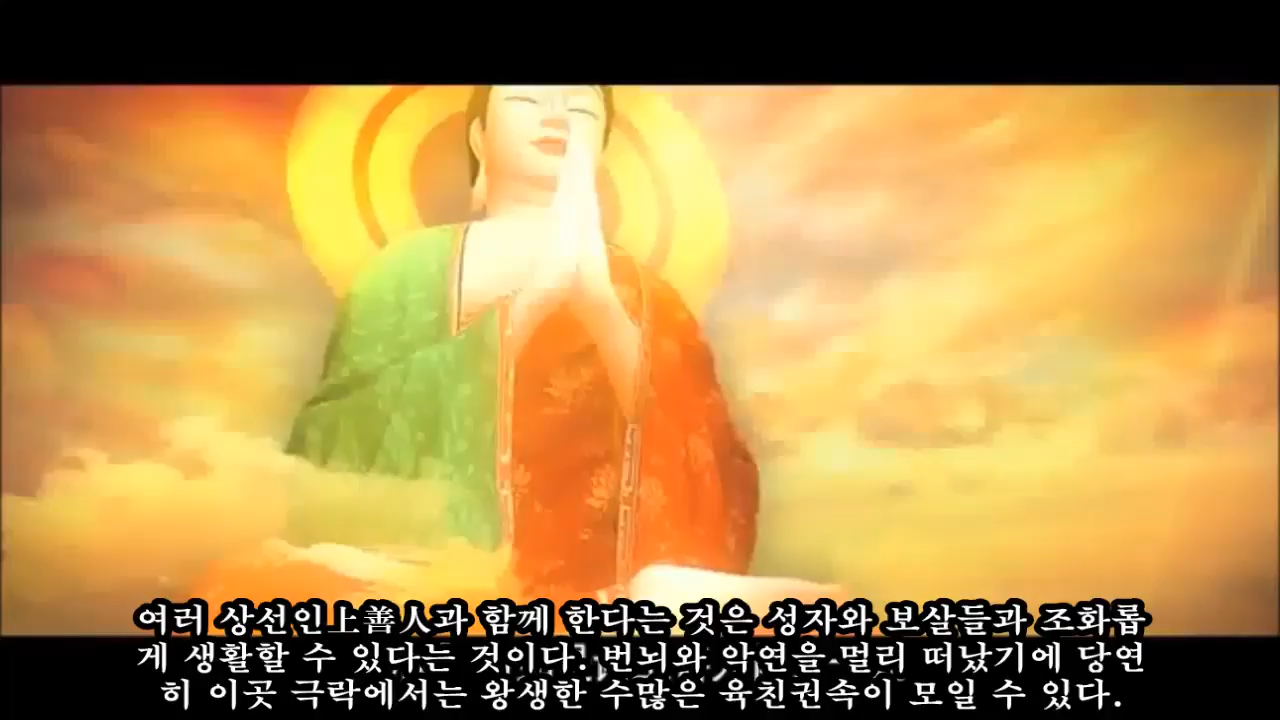 여러 상선인上善人과 함께 한다는 것은 성자와 보살들과 조화롭
게 생활할 수 있다는 것이다. 번뇌와 악연을 멀리 떠났기에 당연
히 이곳 극락에서는 왕생한 수많은 육친권속이 모일 수 있다.